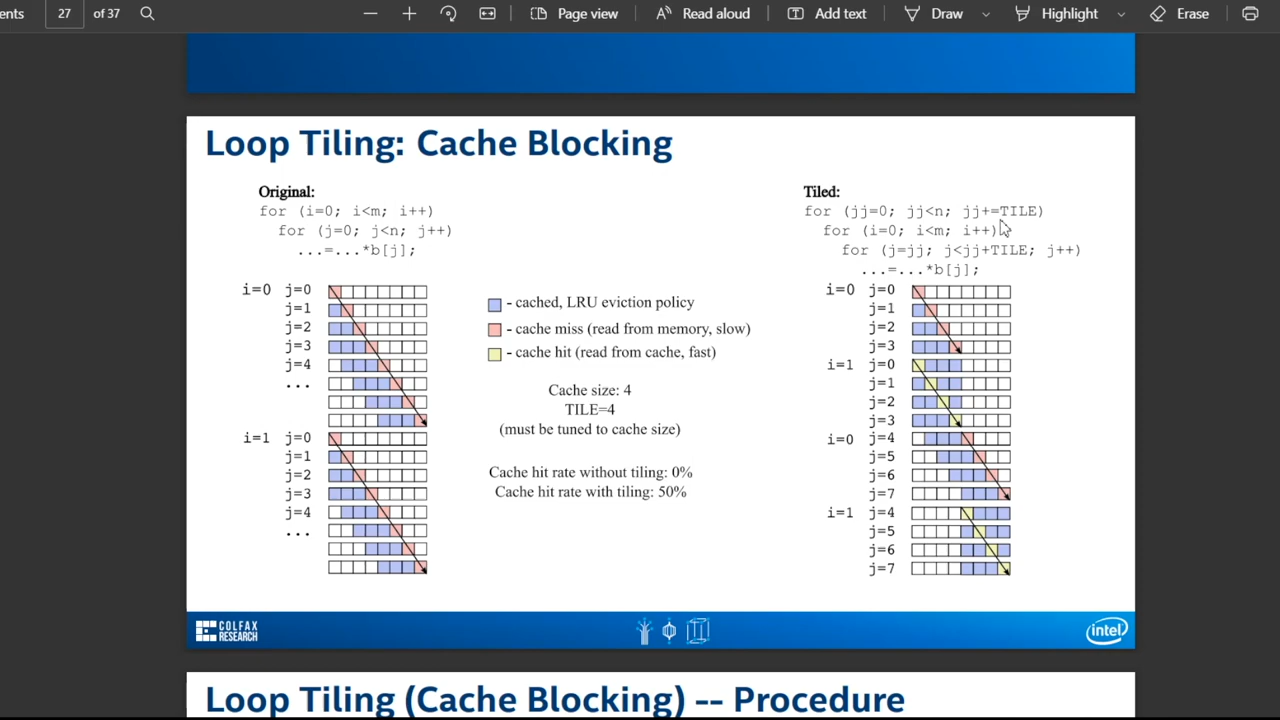 ents 27 of 37 Page view Read aloud Add text Draw Highlight Erase
Loop Tiling: Cache Blocking
Original:
for (i=0; i<m; i++)
for (j=0; j<n; j++)
...=...*b[j];
i=0 j=0
j=1
j=2
j=3
j=4
...
i=1 j=0
j=1
j=2
j=3
j=4
...
- cached, LRU eviction policy
- cache miss (read from memory, slow)
- cache hit (read from cache, fast)
Cache size: 4
TILE=4
(must be tuned to cache size)
Cache hit rate without tiling: 0%
Cache hit rate with tiling: 50%
Tiled:
for (jj=0; jj<n; jj+=TILE)
for (i=0; i<m; i++)
for (j=jj; j<jj+TILE; j++)
...=...*b[j];
i=0 j=0
j=1
j=2
j=3
i=1 j=0
j=1
j=2
j=3
i=0 j=4
j=5
j=6
j=7
i=1 j=4
j=5
j=6
j=7
COLFAX
RESEARCH
intel
Loop Tiling (Cache Blocking) -- Procedure